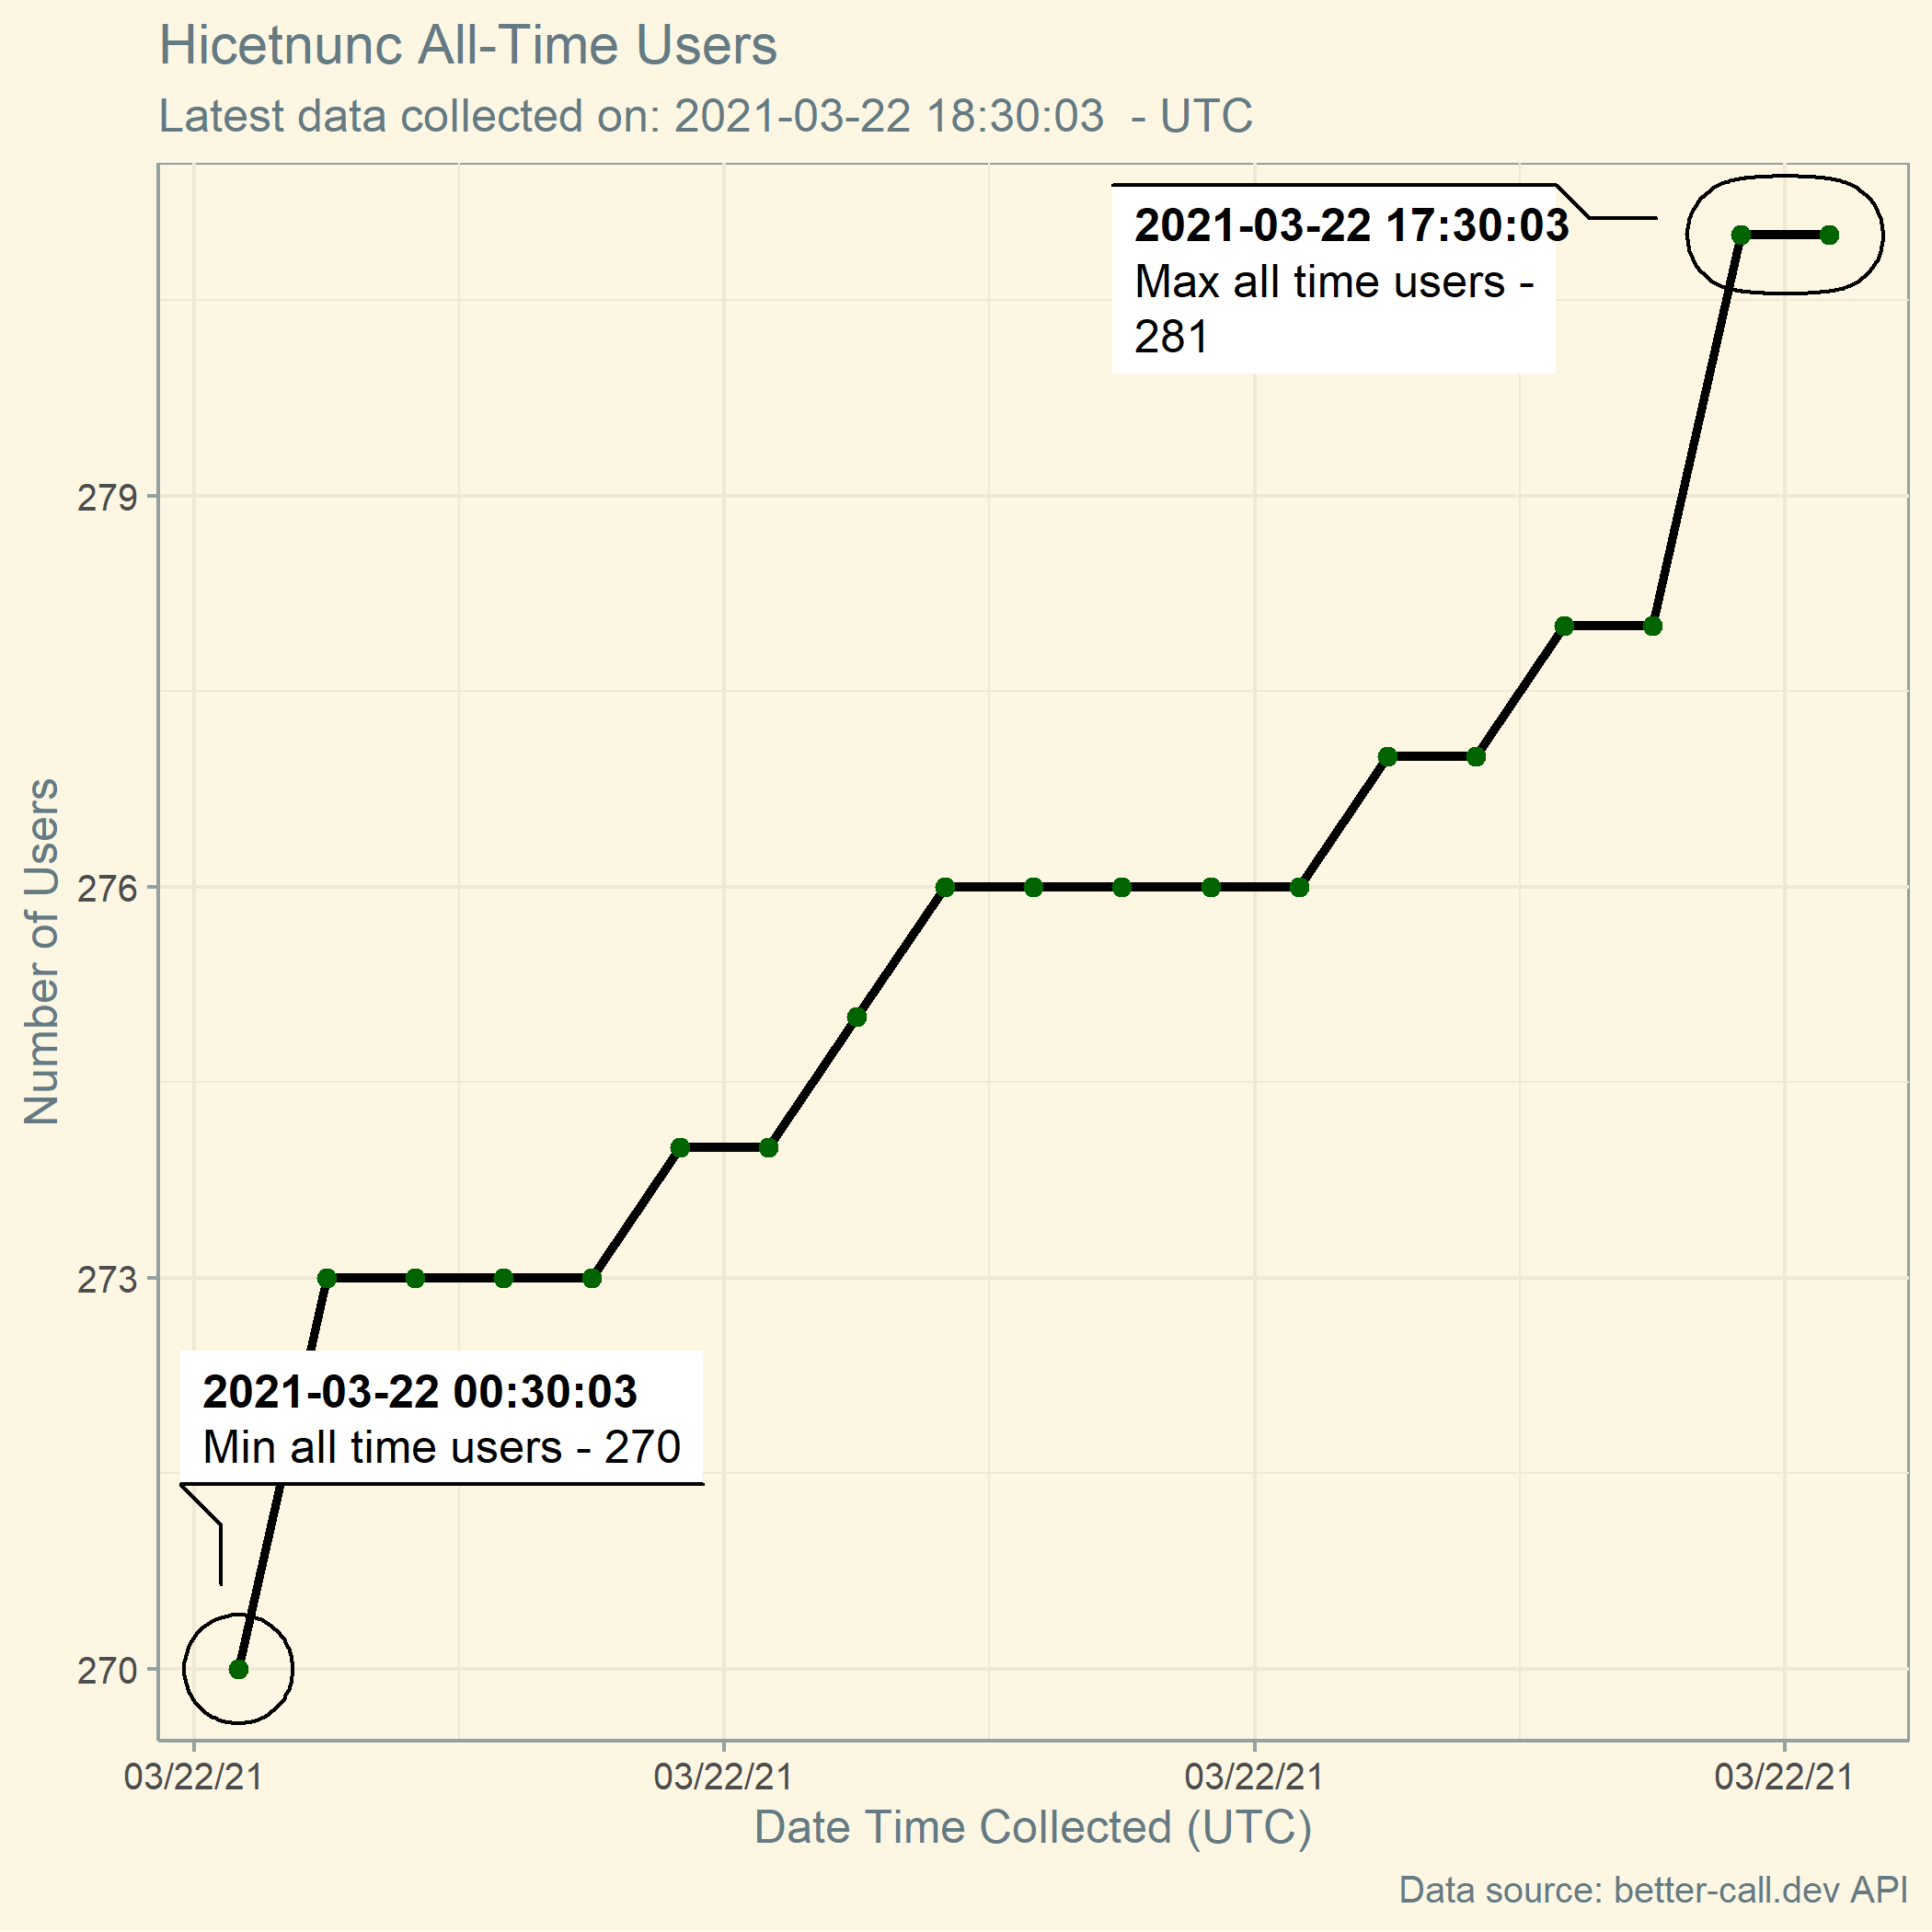 Hicetnunc All-Time Users
Latest data collected on: 2021-03-22 18:30:03  - UTC
2021-03-22 17:30:03
Max all time users -
281
279
276
273
270
Number of Users
2021-03-22 00:30:03
Min all time users - 270
03/22/21
03/22/21
03/22/21
03/22/21
Date Time Collected (UTC)
Data source: better-call.dev API